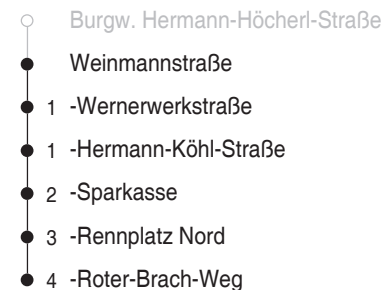 Burgw. Hermann-Höcherl-Straße
Weinmannstraße
1 -Wernerwerkstraße
1 -Hermann-Köhl-Straße
2 -Sparkasse
3 -Rennplatz Nord
4 -Roter-Brach-Weg